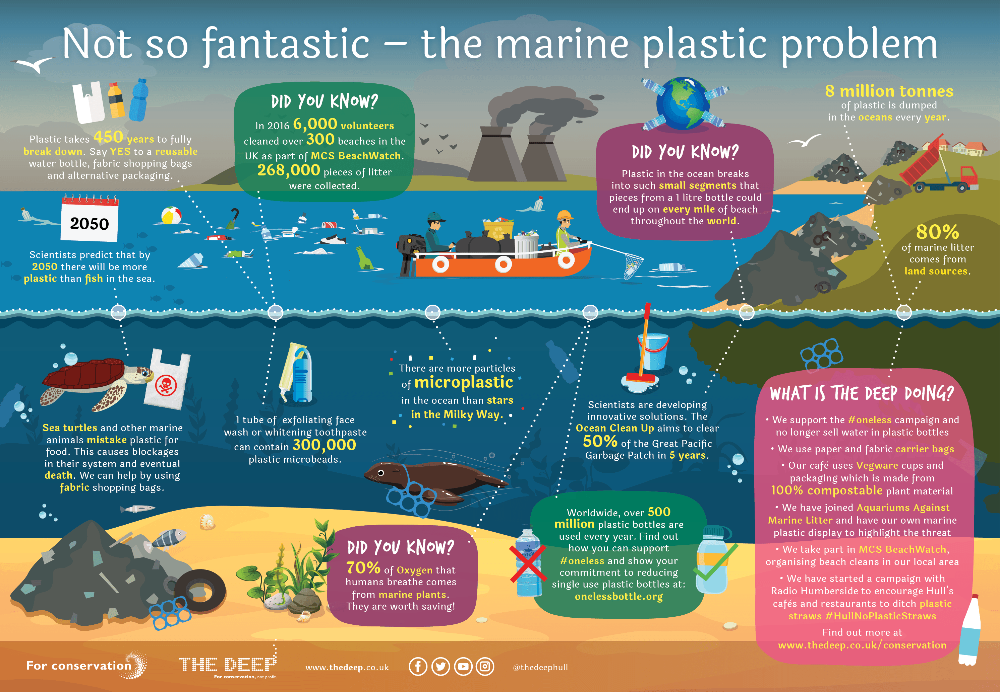 Not so fantastic – the marine plastic problem
Plastic takes 450 years to fully
break down. Say YES to a reusable
water bottle, fabric shopping bags
and alternative packaging.
DID YOU KNOW?
In 2016 6,000 volunteers
cleaned over 300 beaches in the
UK as part of MCS BeachWatch.
268,000 pieces of litter
were collected.
DID YOU KNOW?
Plastic in the ocean breaks
into such small segments that
pieces from a 1 litre bottle could
end up on every mile of beach
throughout the world.
8 million tonnes
of plastic is dumped
in the oceans every year.
2050
Scientists predict that by
2050 there will be more
plastic than fish in the sea.
80%
of marine litter
comes from
land sources.
Sea turtles and other marine
animals mistake plastic for
food. This causes blockages
in their system and eventual
death. We can help by using
fabric shopping bags.
1 tube of exfoliating face
wash or whitening toothpaste
can contain 300,000
plastic microbeads.
There are more particles
of microplastic
in the ocean than stars
in the Milky Way.
Scientists are developing
innovative solutions. The
Ocean Clean Up aims to clear
50% of the Great Pacific
Garbage Patch in 5 years.
DID YOU KNOW?
70% of Oxygen that
humans breathe comes
from marine plants.
They are worth saving!
Water
Worldwide, over 500
million plastic bottles are
used every year. Find out
how you can support
#oneless and show your
commitment to reducing
single use plastic bottles at:
onelessbottle.org
WHAT IS THE DEEP DOING?
• We support the #oneless campaign and
no longer sell water in plastic bottles
• We use paper and fabric carrier bags
• Our café uses Vegware cups and
packaging which is made from
100% compostable plant material
• We have joined Aquariums Against
Marine Litter and have our own marine
plastic display to highlight the threat
• We take part in MCS BeachWatch,
organising beach cleans in our local area
• We have started a campaign with
Radio Humberside to encourage Hull's
cafés and restaurants to ditch plastic
straws #HullNoPlasticStraws
Find out more at
www.thedeep.co.uk/conservation
For conservation
THE DEEP
For conservation, not profit.
www.thedeep.co.uk
@thedeephull